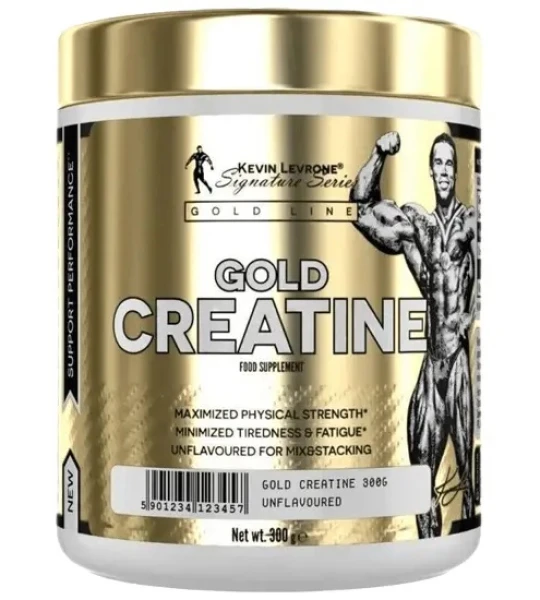 KEVIN LEVRONE®
Signature Series
GOLD LINE
SUPPORT PERFORMANCE
GOLD
CREATINE
FOOD SUPPLEMENT
MAXIMIZED PHYSICAL STRENGTH*
MINIMIZED TIREDNESS & FATIGUE*
UNFLAVOURED FOR MIX&STACKING
NEW
GOLD CREATINE 300G
UNFLAVOURED
5 901234 123457
Net wt. 300 g e